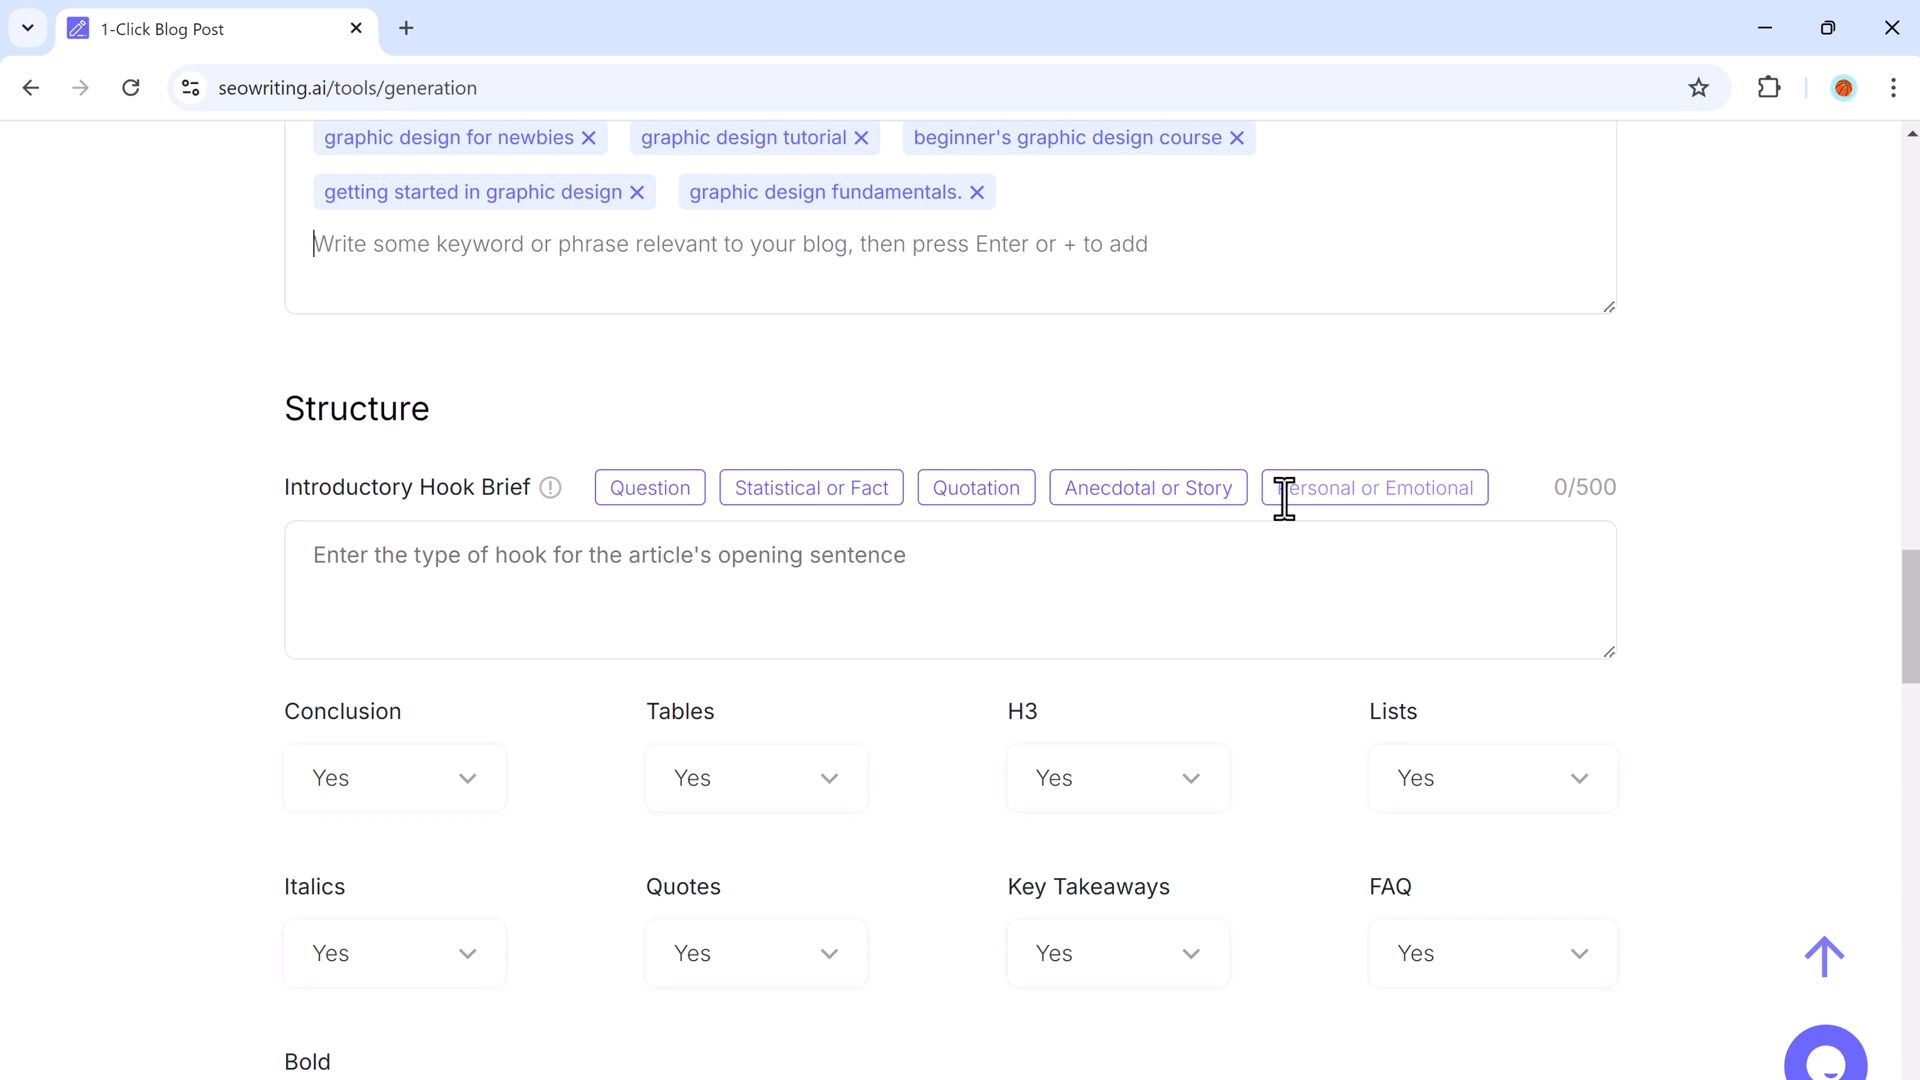 1-Click Blog Post
seowriting.ai/tools/generation
graphic design for newbies
graphic design tutorial
beginner's graphic design course
getting started in graphic design
graphic design fundamentals.
Write some keyword or phrase relevant to your blog, then press Enter or + to add
Structure
Introductory Hook Brief
Question
Statistical or Fact
Quotation
Anecdotal or Story
Personal or Emotional
0/500
Enter the type of hook for the article's opening sentence
Conclusion
Tables
H3
Lists
Yes
Yes
Yes
Yes
Italics
Quotes
Key Takeaways
FAQ
Yes
Yes
Yes
Yes
Bold